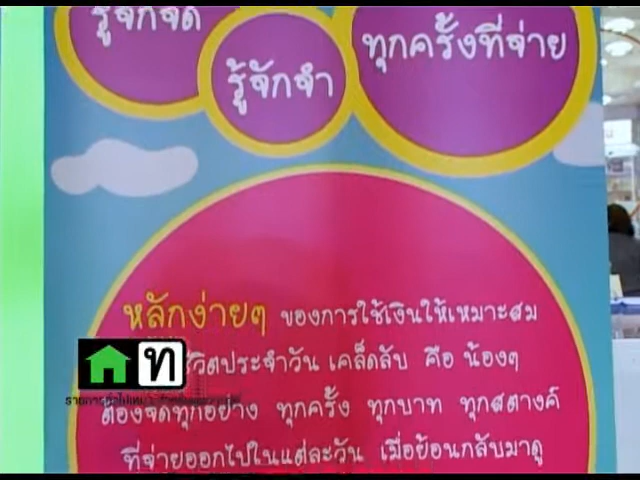 รู้จักจด
รู้จักจำ
ทุกครั้งที่จ่าย
หลักง่ายๆ ของการใช้เงินให้เหมาะสม
ชีวิตประจำวัน เคล็ดลับ คือ น้องๆ
ท
ต้องจดทุกอย่าง ทุกครั้ง ทุกบาท ทุกสตางค์
ที่จ่ายออกไปในแต่ละวัน เมื่อย้อนกลับมาดู